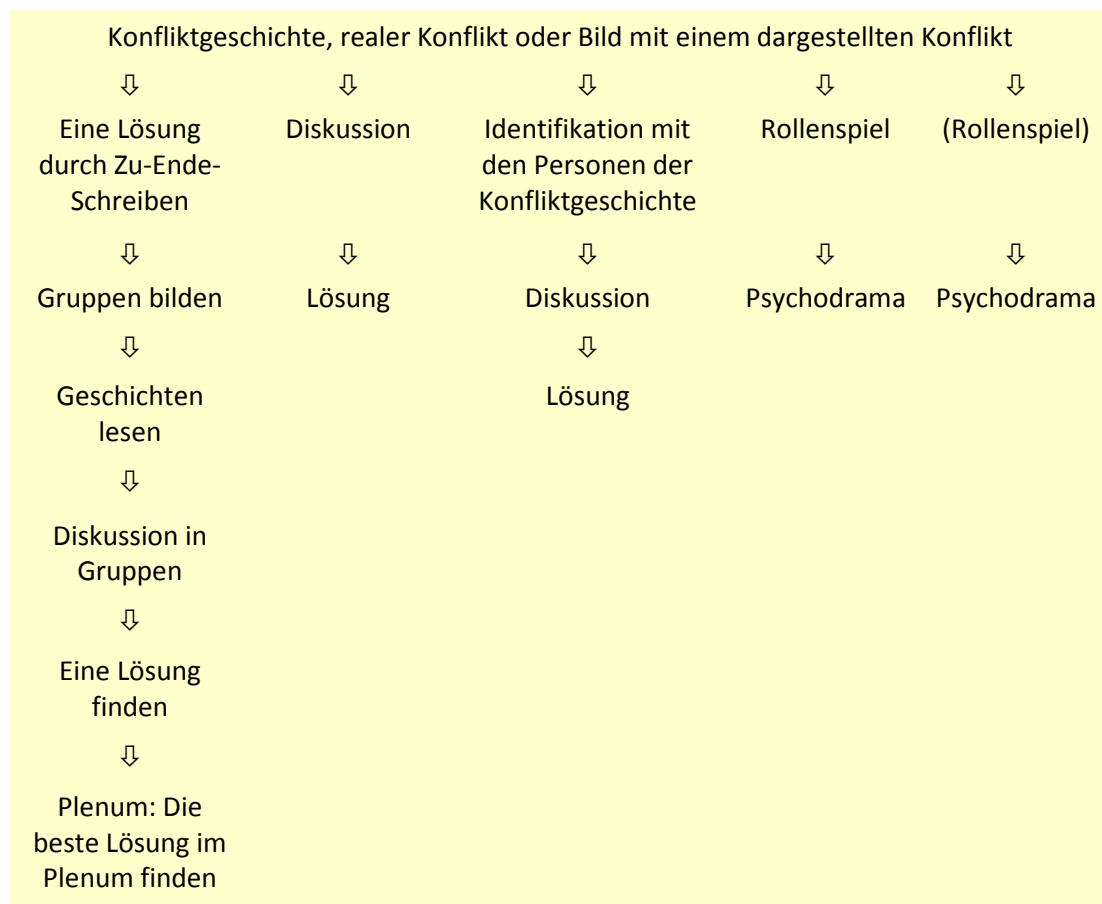 Konfliktgeschichte, realer Konflikt oder Bild mit einem dargestellten Konflikt
⇩ ⇩ ⇩ ⇩ ⇩
Eine Lösung Diskussion Identifikation mit Rollenspiel (Rollenspiel)
durch Zu-Ende- den Personen der
Schreiben Konfliktgeschichte
⇩ ⇩ ⇩ ⇩ ⇩
Gruppen bilden Lösung Diskussion Psychodrama Psychodrama
⇩ ⇩
Geschichten Lösung
lesen
⇩
Diskussion in
Gruppen
⇩
Eine Lösung
finden
⇩
Plenum: Die
beste Lösung im
Plenum finden